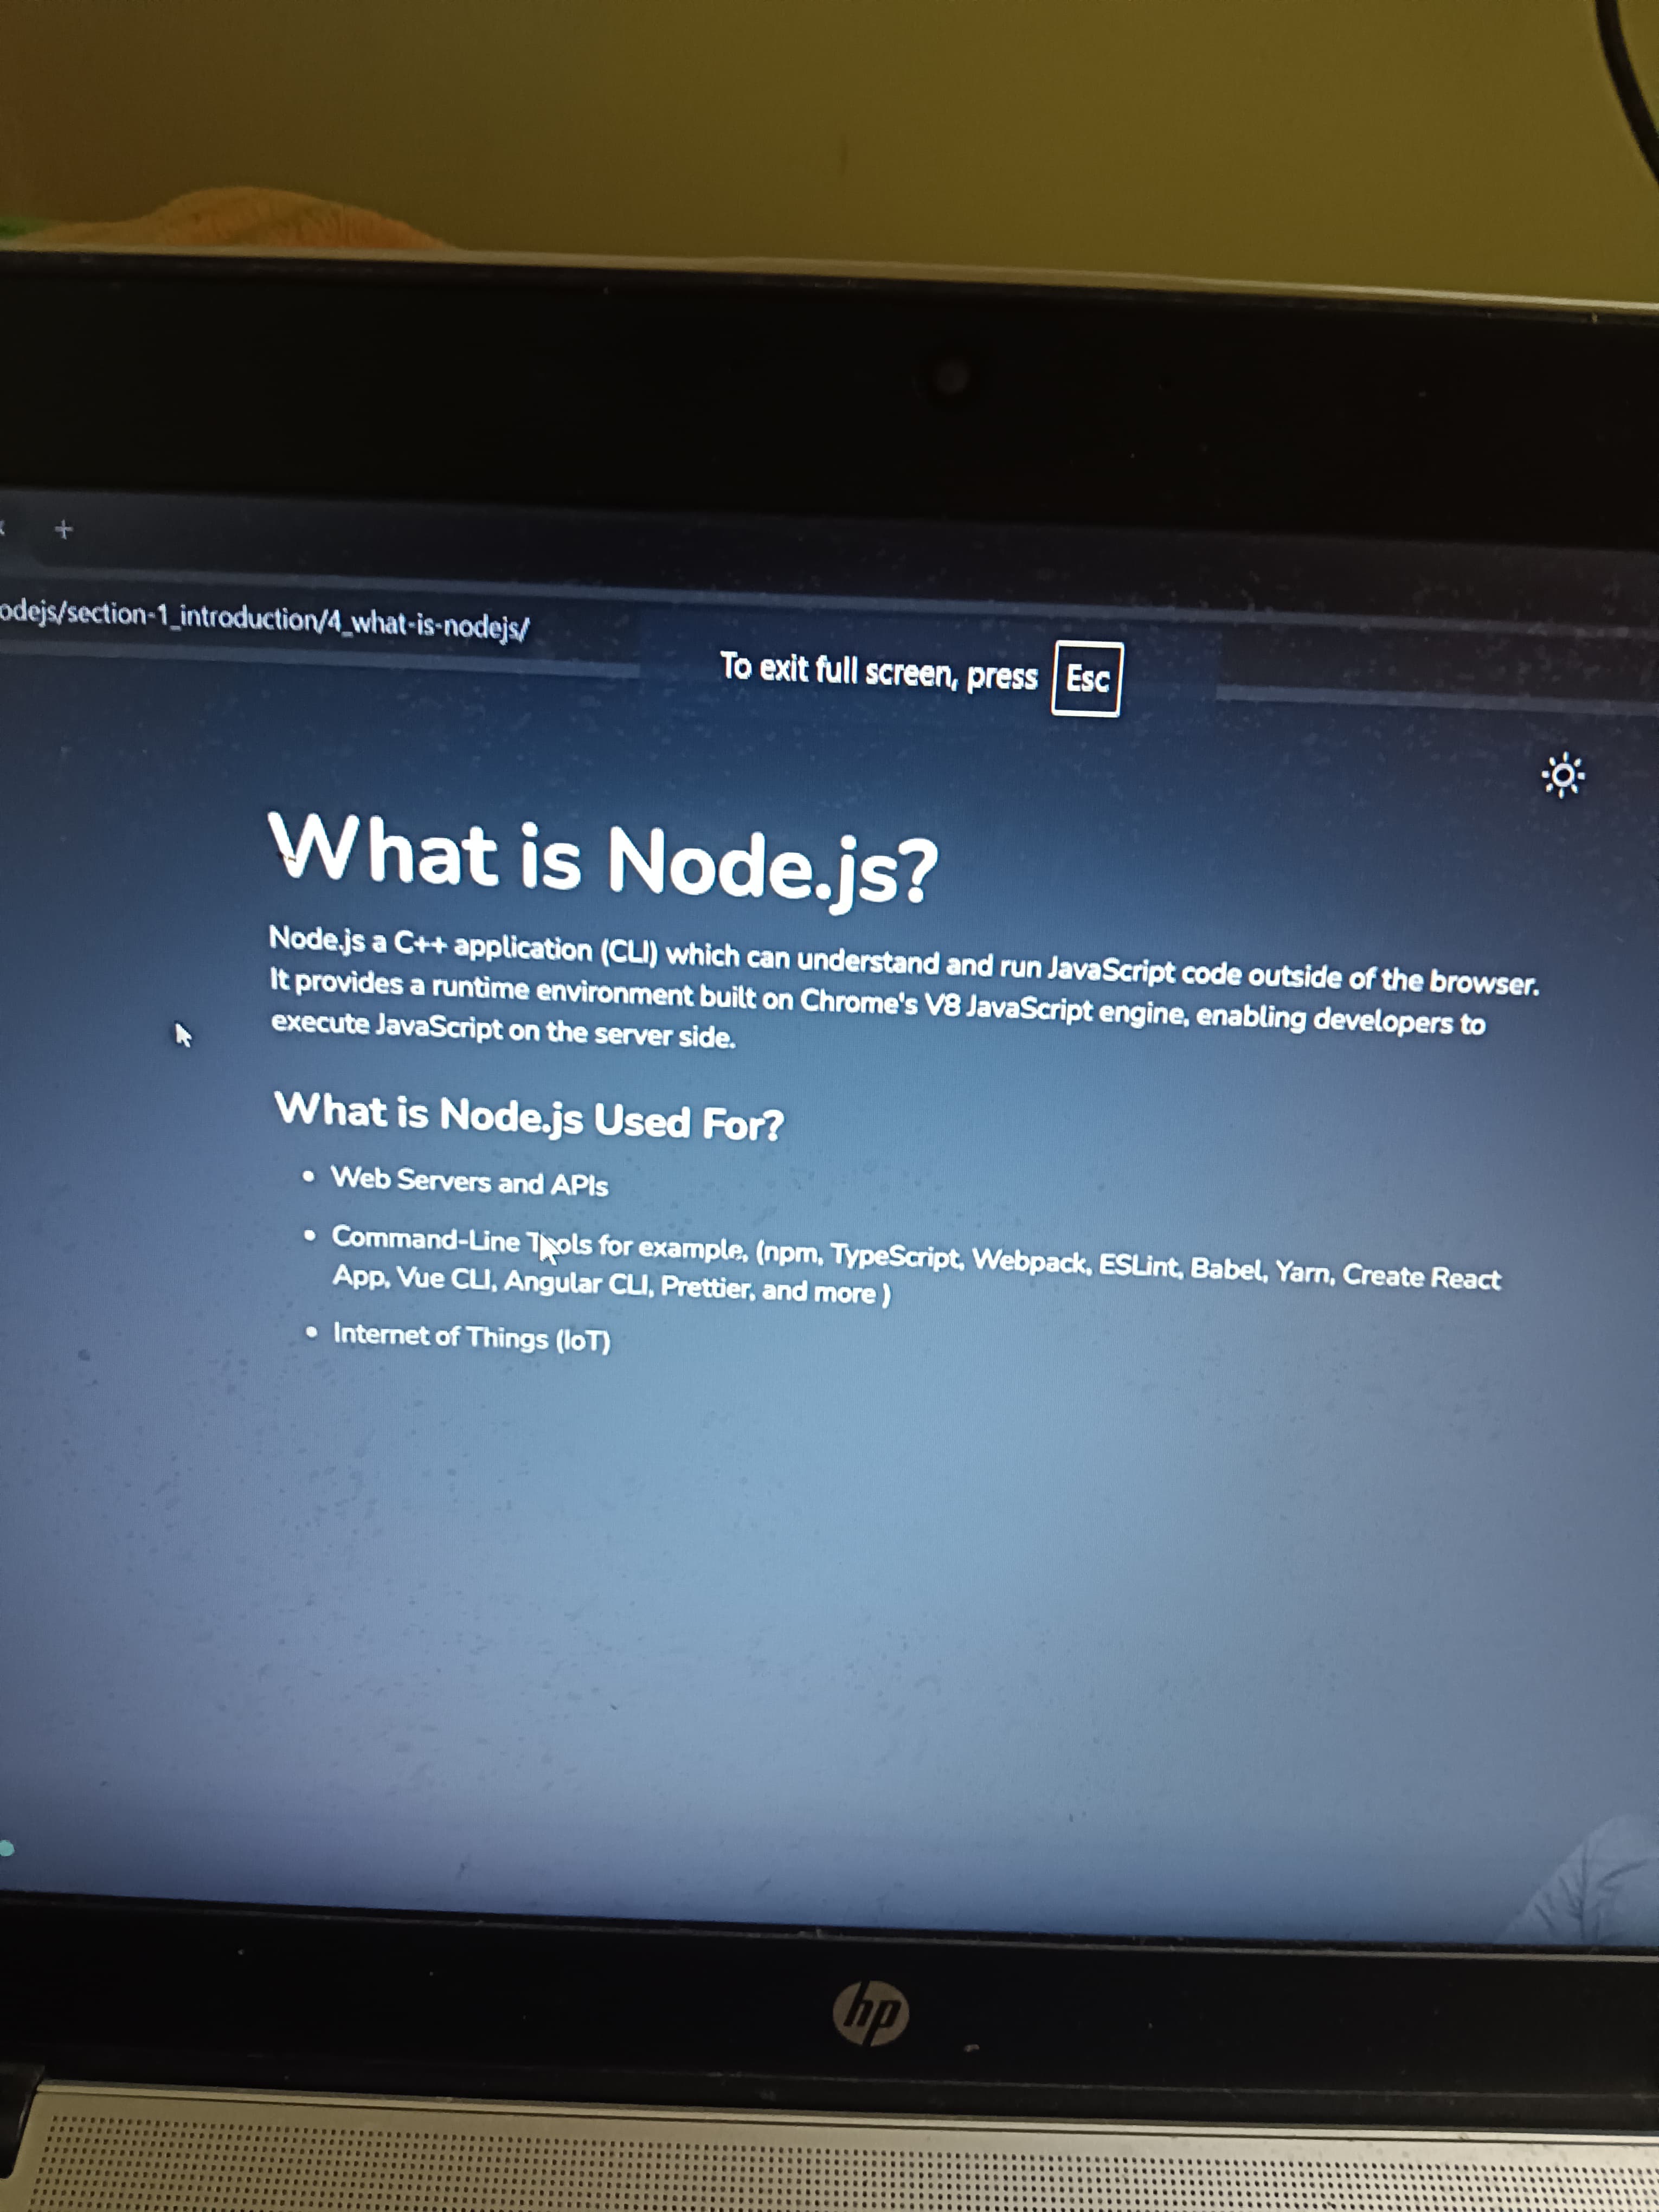 odejs/section-1_introduction/4_what-is-nodejs/
To exit full screen, press Esc
What is Node.js?
Node.js a C++ application (CLI) which can understand and run JavaScript code outside of the browser.
It provides a runtime environment built on Chrome's V8 JavaScript engine, enabling developers to
execute JavaScript on the server side.
What is Node.js Used For?
• Web Servers and APIs
• Command-Line Tools for example, (npm, TypeScript, Webpack, ESLint, Babel, Yarn, Create React
App, Vue CLI, Angular CLI, Prettier, and more )
• Internet of Things (IoT)
hp